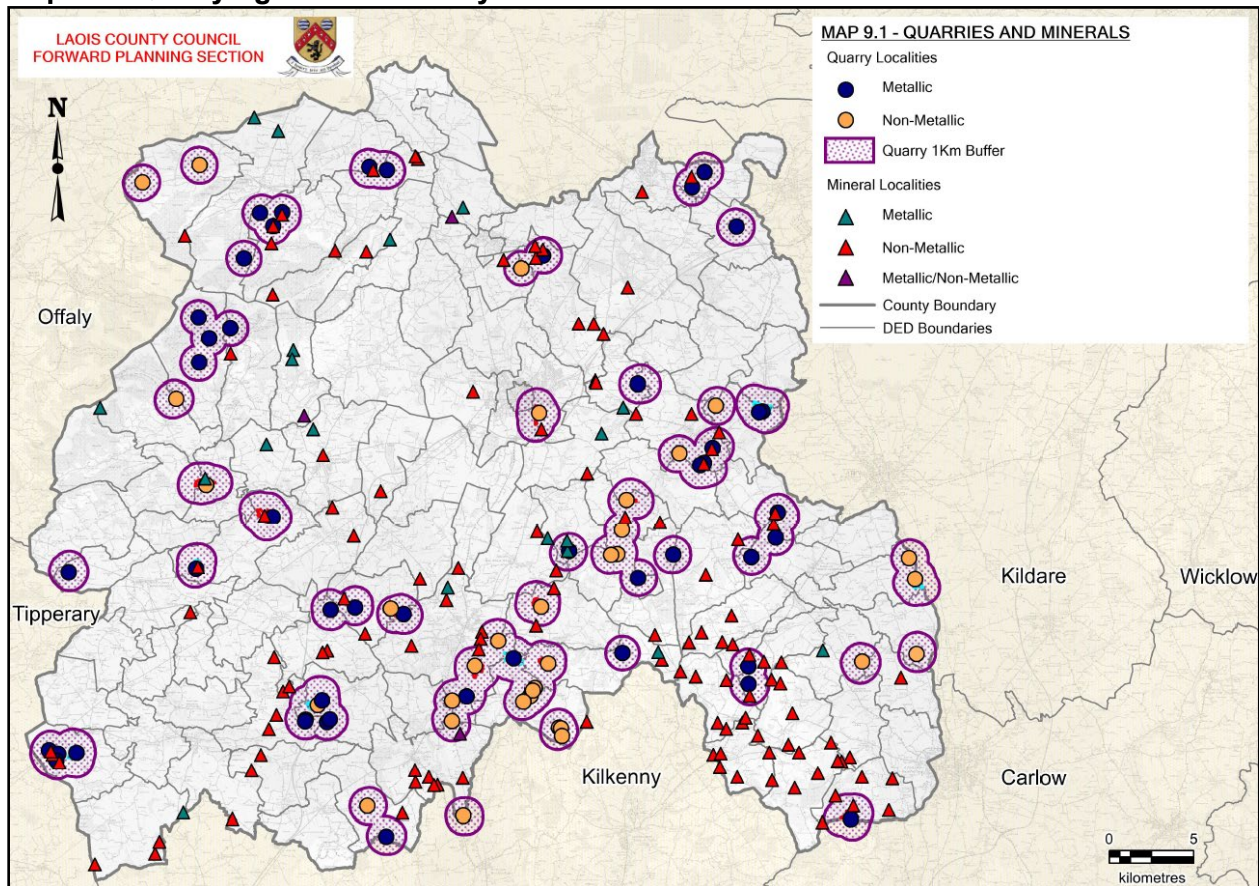 LAOIS COUNTY COUNCIL
FORWARD PLANNING SECTION
N
MAP 9.1 - QUARRIES AND MINERALS
Quarry Localities
Metallic
Non-Metallic
Quarry 1Km Buffer
Mineral Localities
Metallic
Non-Metallic
Metallic/Non-Metallic
County Boundary
DED Boundaries
Offaly
Tipperary
Kildare
Wicklow
Kilkenny
Carlow
0 5
kilometres